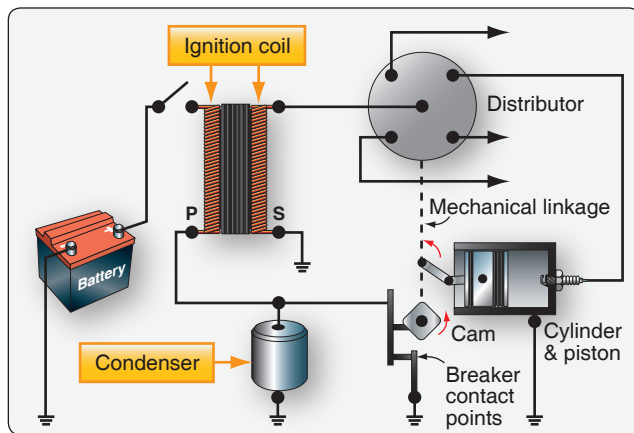 Ignition coil
Distributor
Mechanical linkage
P
S
+
Battery
Cam
Cylinder
& piston
Condenser
Breaker
contact
points